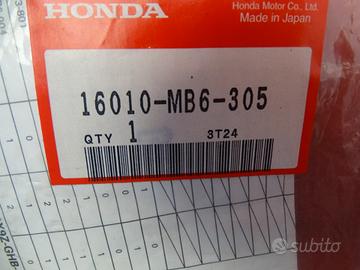 HONDA
Honda Motor Co., Ltd.
Made in Japan
16010-MB6-305
QTY 1 3T24
subito